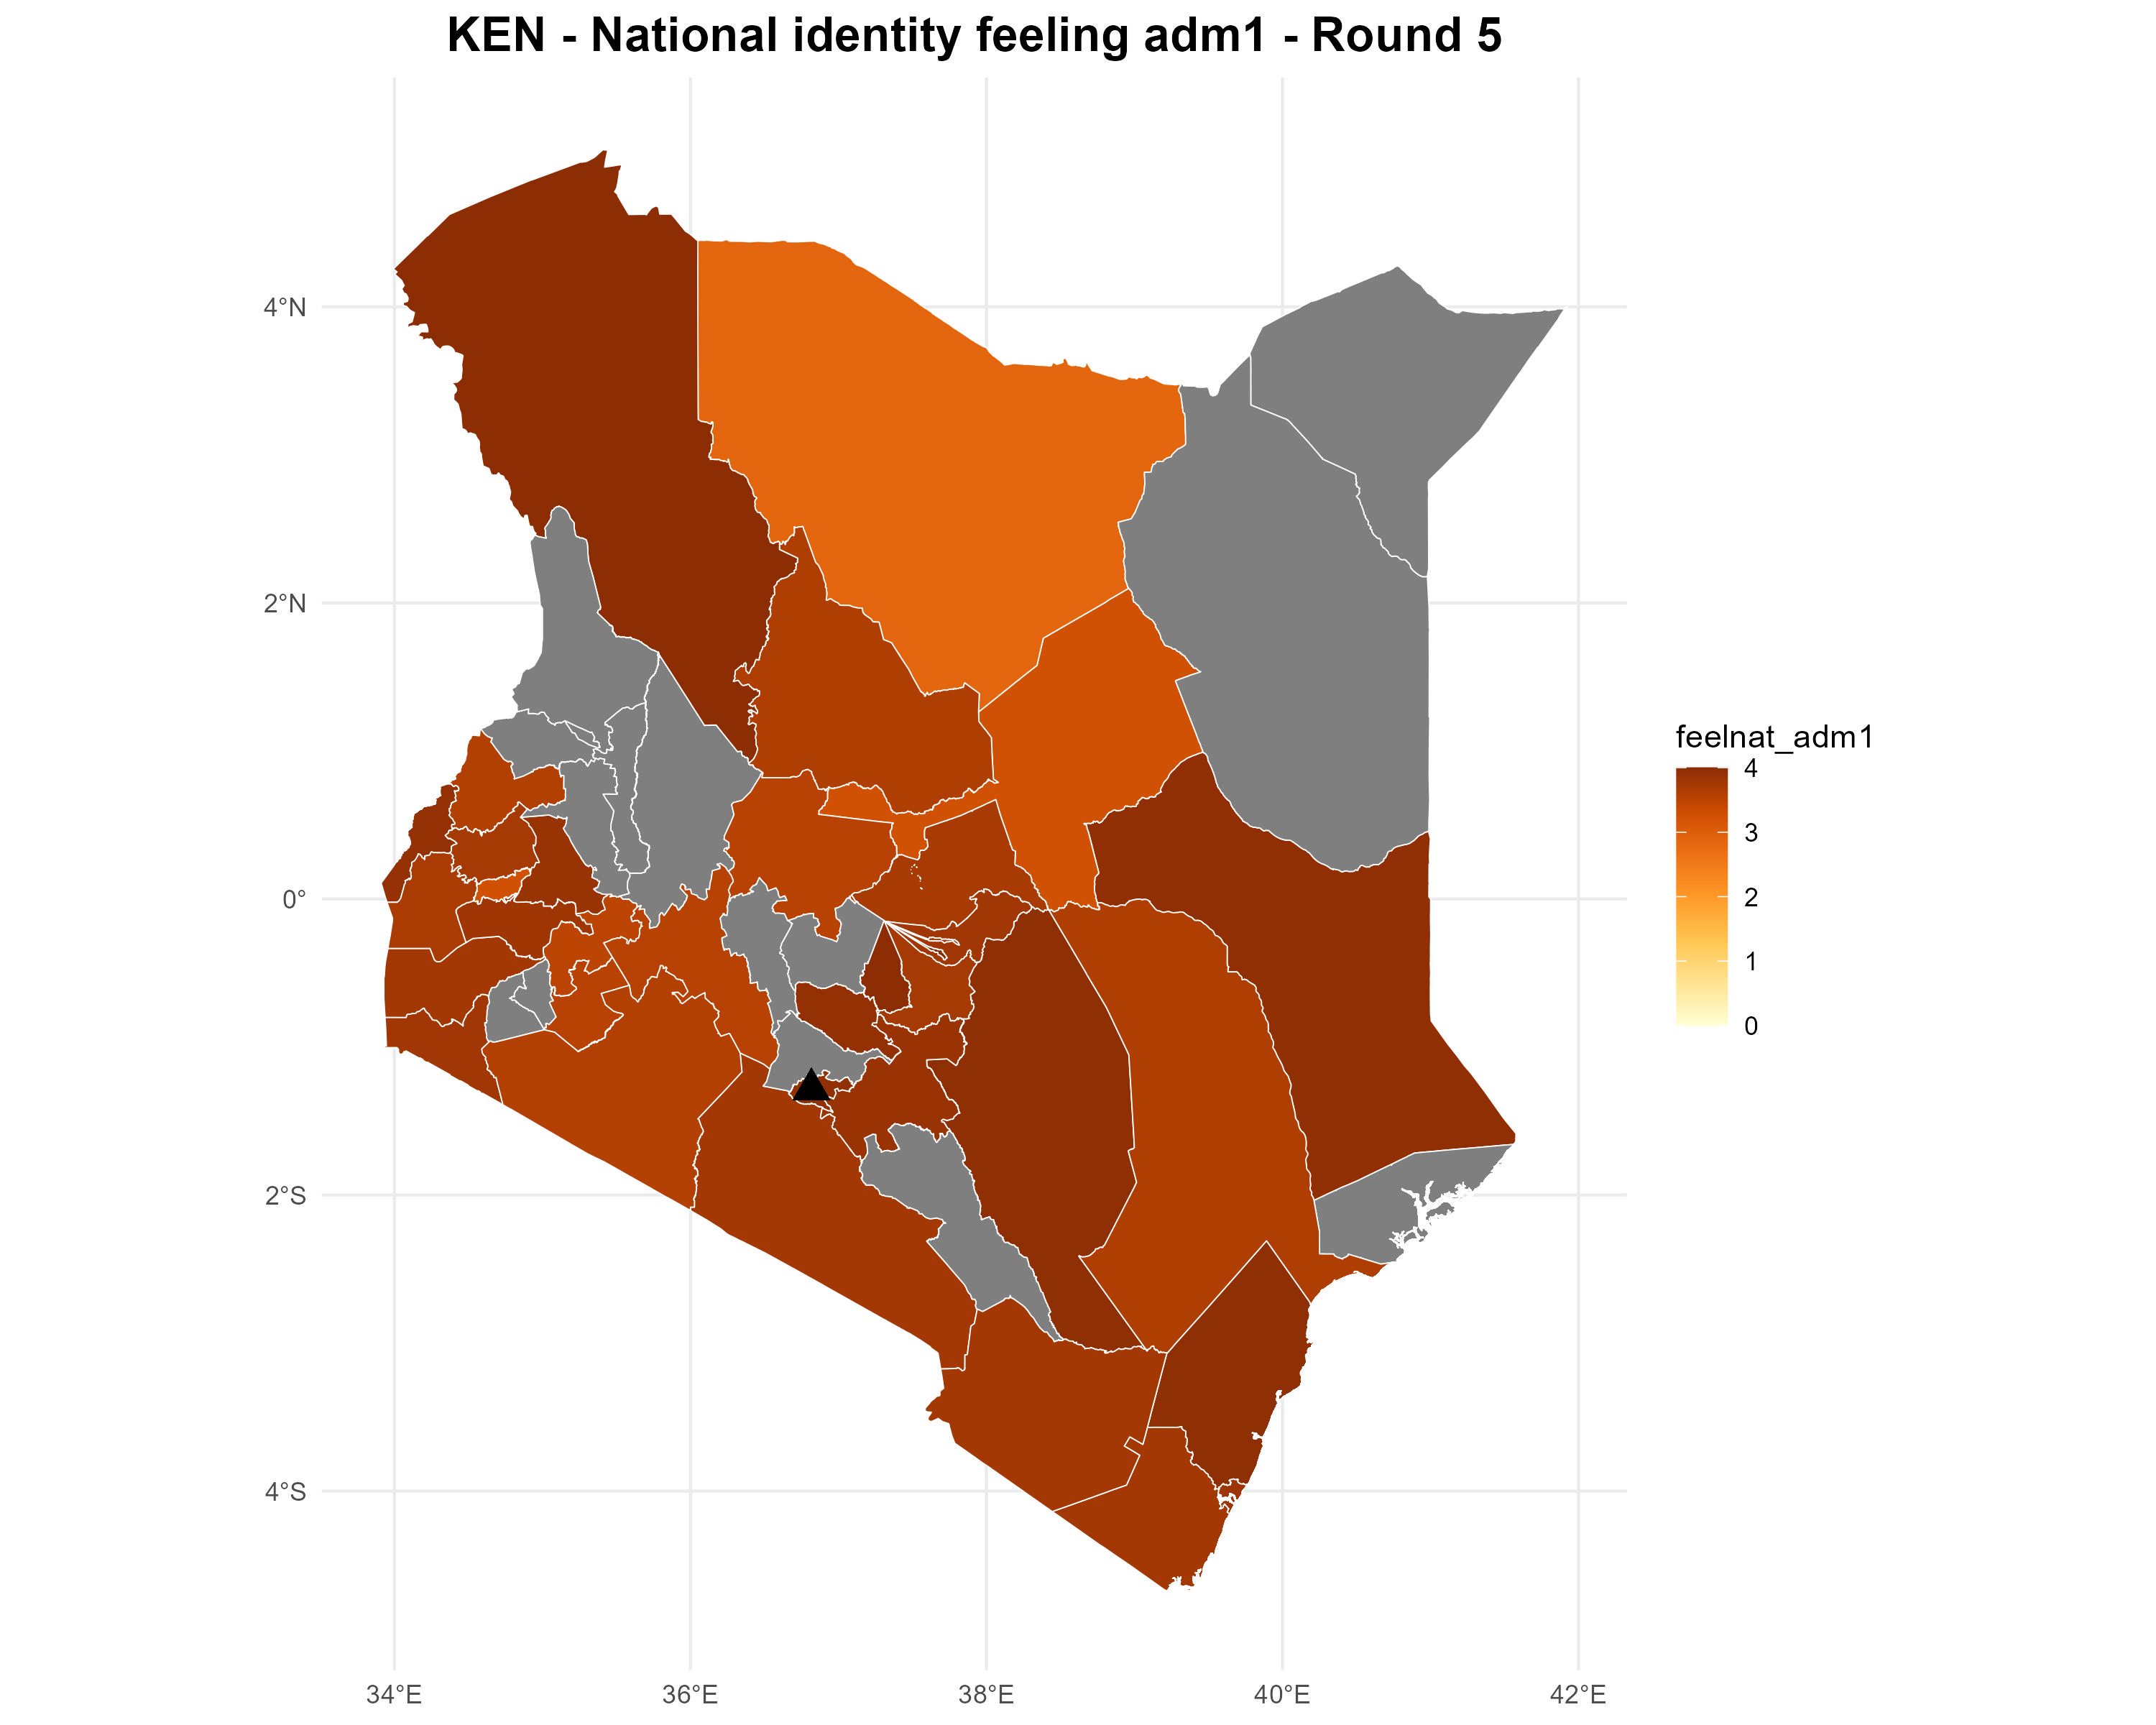 KEN - National identity feeling adm1 - Round 5
4°N
2°N
0°
2°S
4°S
34°E
36°E
38°E
40°E
42°E
feelnat_adm1
4
3
2
1
0